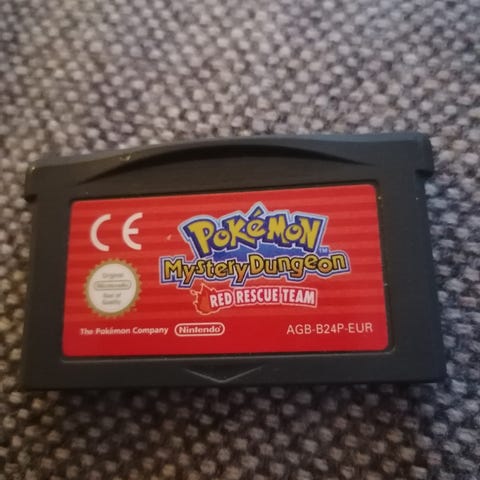 CE
POKéMON
TM
Mystery Dungeon
RED RESCUE TEAM
Original
Nintendo
Seal of
Quality
The Pokémon Company Nintendo AGB-B24P-EUR